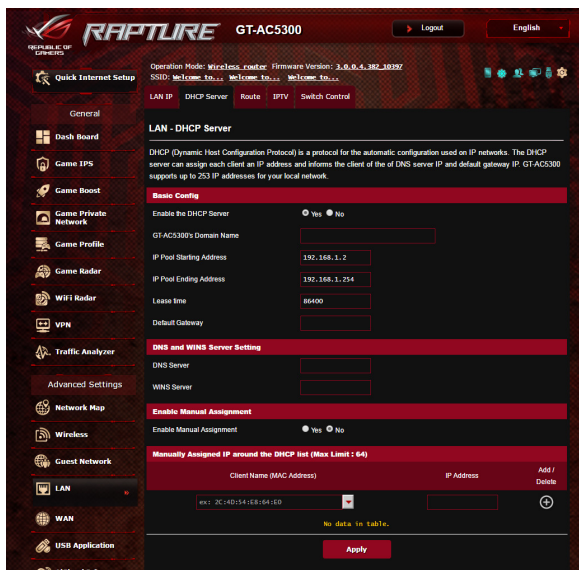 REPUBLIC OF
GAMERS
RAPTURE
GT-AC5300
Logout
English
Quick Internet Setup
Operation Mode: Wireless router Firmware Version: 3.0.0.4.382_10397
SSID: Welcome to... Welcome to... Welcome to...
LAN IP DHCP Server Route IPTV Switch Control
General
Dash Board
Game IPS
Game Boost
Game Private
Network
Game Profile
Game Radar
WiFi Radar
VPN
Traffic Analyzer
Advanced Settings
Network Map
Wireless
Guest Network
LAN
WAN
USB Application
LAN - DHCP Server
DHCP (Dynamic Host Configuration Protocol) is a protocol for the automatic configuration used on IP networks. The DHCP
server can assign each client an IP address and informs the client of the of DNS server IP and default gateway IP. GT-AC5300
supports up to 253 IP addresses for your local network.
Basic Config
Enable the DHCP Server Yes No
GT-AC5300's Domain Name
IP Pool Starting Address 192.168.1.2
IP Pool Ending Address 192.168.1.254
Lease time 86400
Default Gateway
DNS and WINS Server Setting
DNS Server
WINS Server
Enable Manual Assignment
Enable Manual Assignment Yes No
Manually Assigned IP around the DHCP list (Max Limit : 64)
Client Name (MAC Address) IP Address Add /
Delete
ex: 2C:4D:54:E8:64:E0
No data in table.
Apply